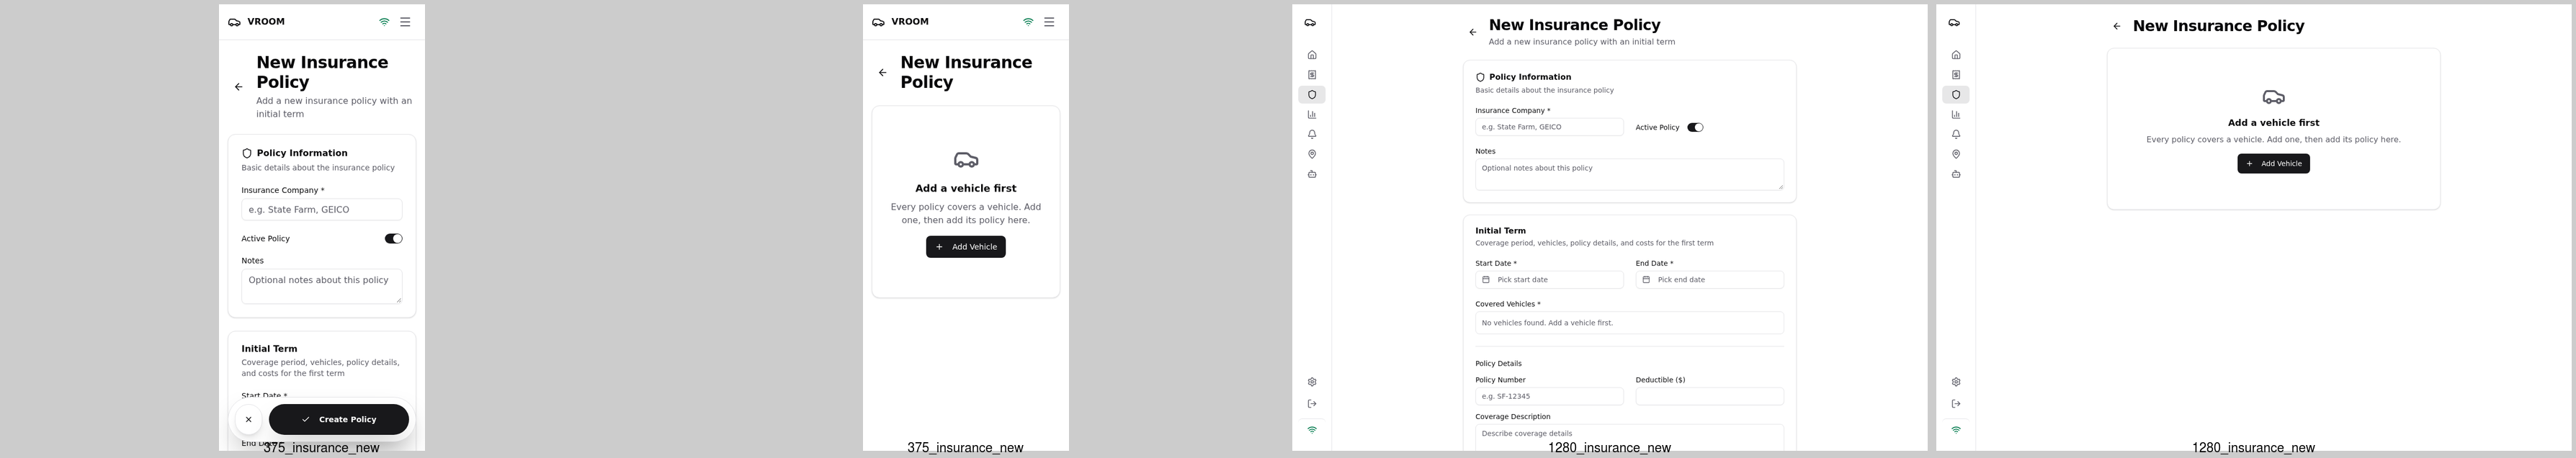 VROOM
New Insurance
Policy
Add a new insurance policy with an
initial term
Policy Information
Basic details about the insurance policy
Insurance Company *
e.g. State Farm, GEICO
Active Policy
Notes
Optional notes about this policy
Initial Term
Coverage period, vehicles, policy details,
and costs for the first term
Start Date *
Create Policy
End Date *
375_insurance_new
VROOM
New Insurance
Policy
Add a vehicle first
Every policy covers a vehicle. Add
one, then add its policy here.
Add Vehicle
375_insurance_new
New Insurance Policy
Add a new insurance policy with an initial term
Policy Information
Basic details about the insurance policy
Insurance Company *
e.g. State Farm, GEICO
Active Policy
Notes
Optional notes about this policy
Initial Term
Coverage period, vehicles, policy details, and costs for the first term
Start Date *
End Date *
Pick start date
Pick end date
Covered Vehicles *
No vehicles found. Add a vehicle first.
Policy Details
Policy Number
Deductible ($)
e.g. SF-12345
Coverage Description
Describe coverage details
1280_insurance_new
New Insurance Policy
Add a vehicle first
Every policy covers a vehicle. Add one, then add its policy here.
Add Vehicle
1280_insurance_new